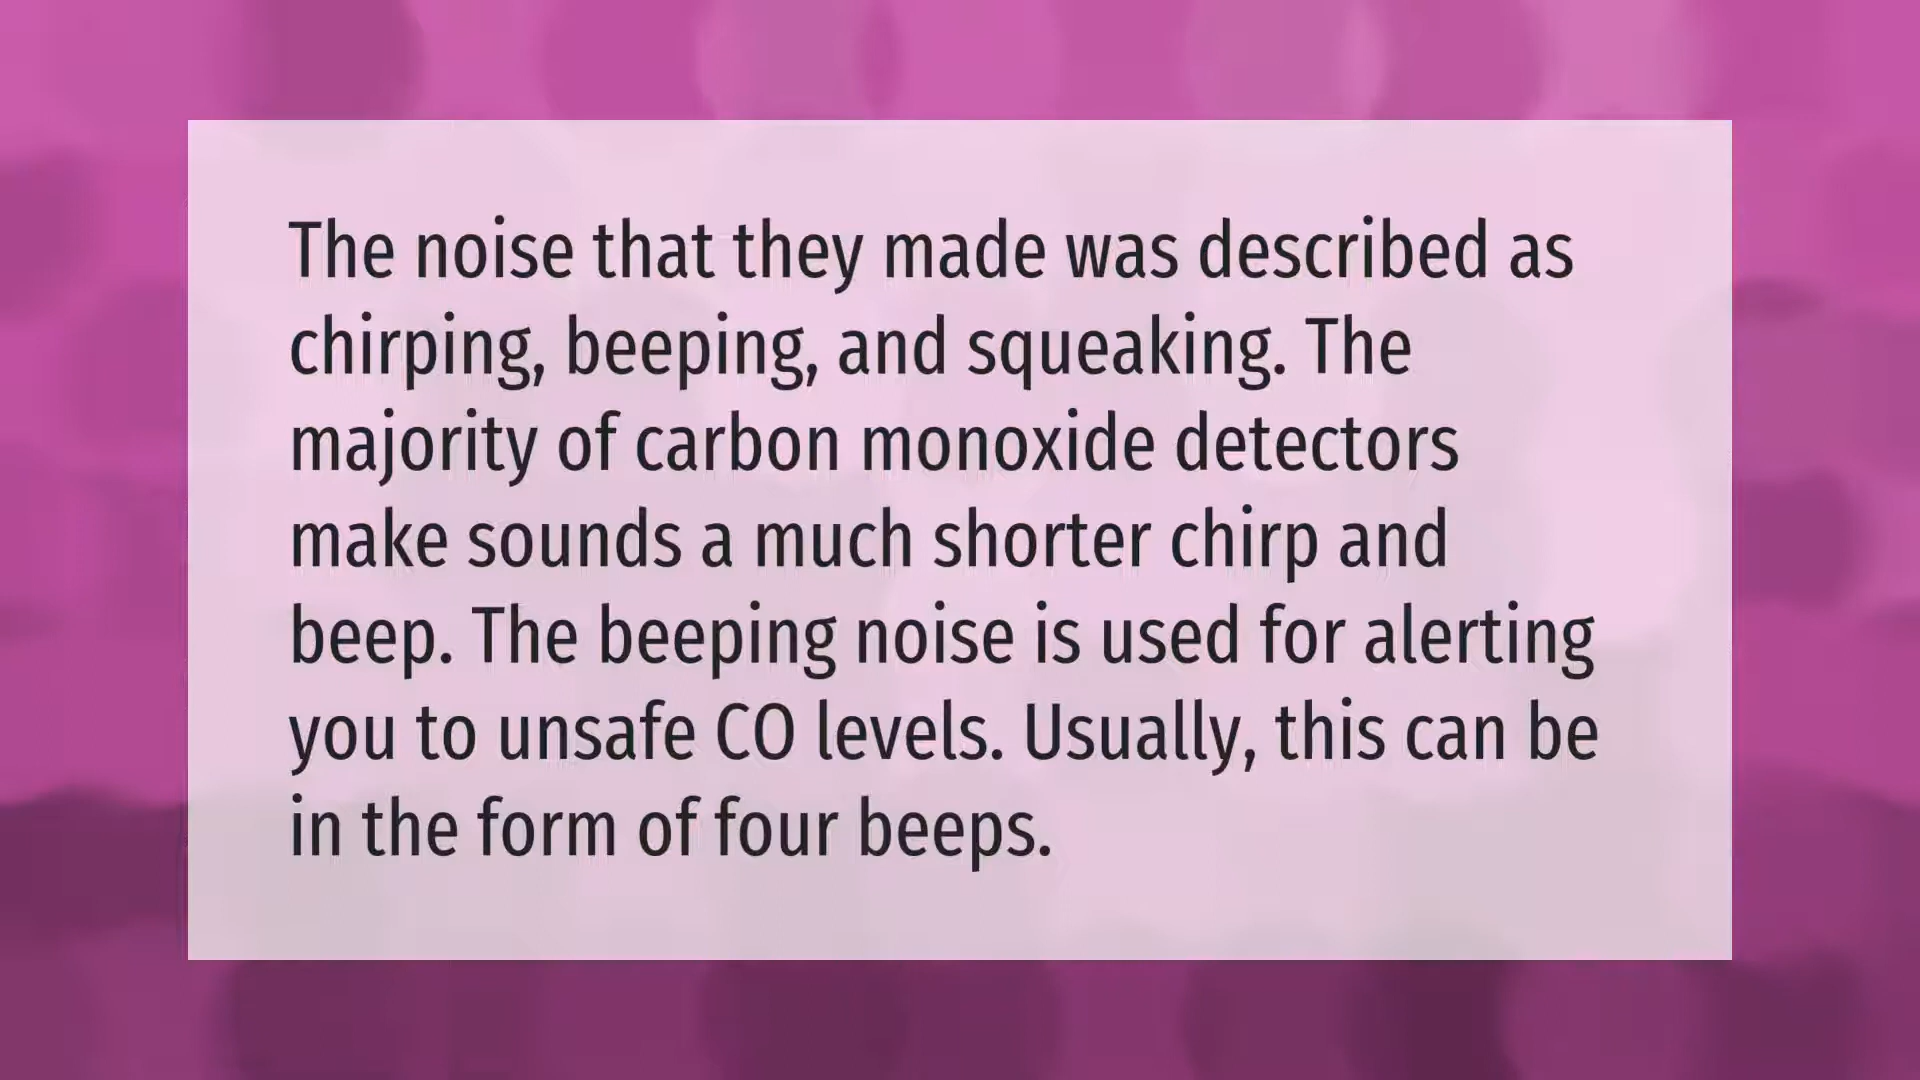 The noise that they made was described as
chirping, beeping, and squeaking. The
majority of carbon monoxide detectors
make sounds a much shorter chirp and
beep. The beeping noise is used for alerting
you to unsafe CO levels. Usually, this can be
in the form of four beeps.